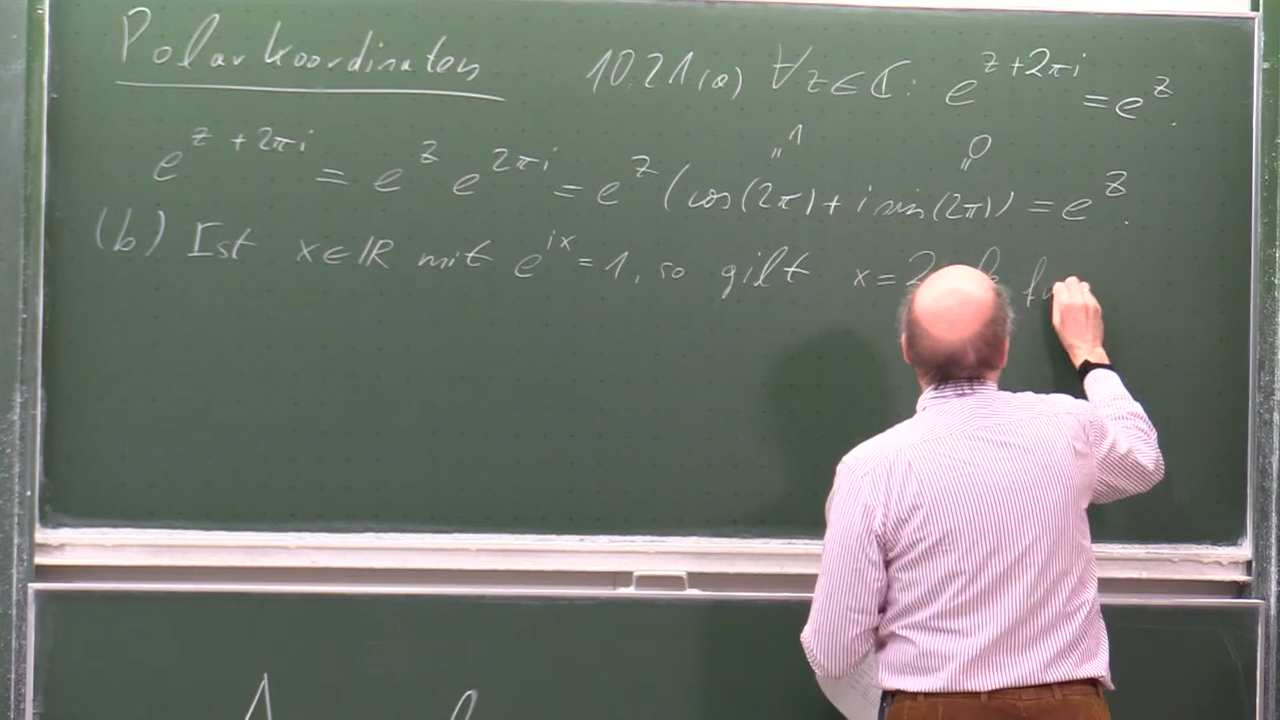 Polarkoordinaten
10.21 (a) ∀ z ∈ ℂ: e^{z+2πi} = e^z.
e^{z+2πi} = e^z e^{2πi} = e^z (cos(2π) + i sin(2π)) = e^z.
"1 "0
(b) Ist x ∈ ℝ mit e^{ix} = 1, so gilt x = 2